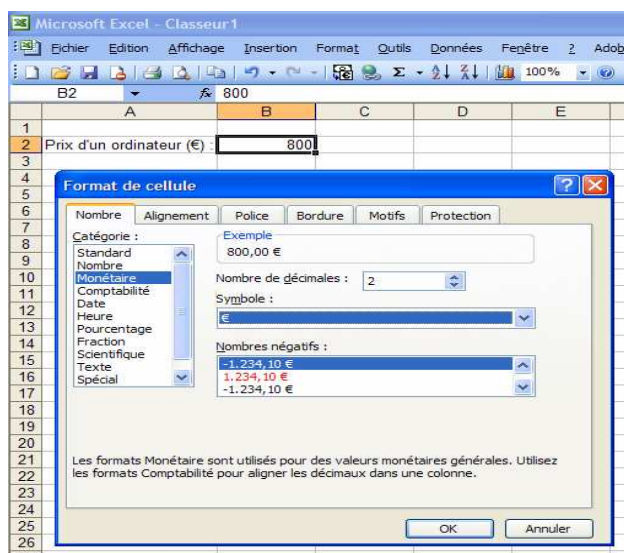 Microsoft Excel - Classeur1
Fichier Edition Affichage Insertion Format Outils Données Fenêtre ? Adob
100%
B2 fx 800
A B C D E
1
2 Prix d'un ordinateur (€) : 800
3
4
5
6
7
8
9
10
11
12
13
14
15
16
17
18
19
20
21
22
23
24
25
26
Format de cellule
Nombre Alignement Police Bordure Motifs Protection
Catégorie :
Standard
Nombre
Monétaire
Comptabilité
Date
Heure
Pourcentage
Fraction
Scientifique
Texte
Spécial
Exemple
800,00 €
Nombre de décimales : 2
Symbole :
€
Nombres négatifs :
-1.234,10 €
1.234,10 €
-1.234,10 €
Les formats Monétaire sont utilisés pour des valeurs monétaires générales. Utilisez
les formats Comptabilité pour aligner les décimaux dans une colonne.
OK Annuler